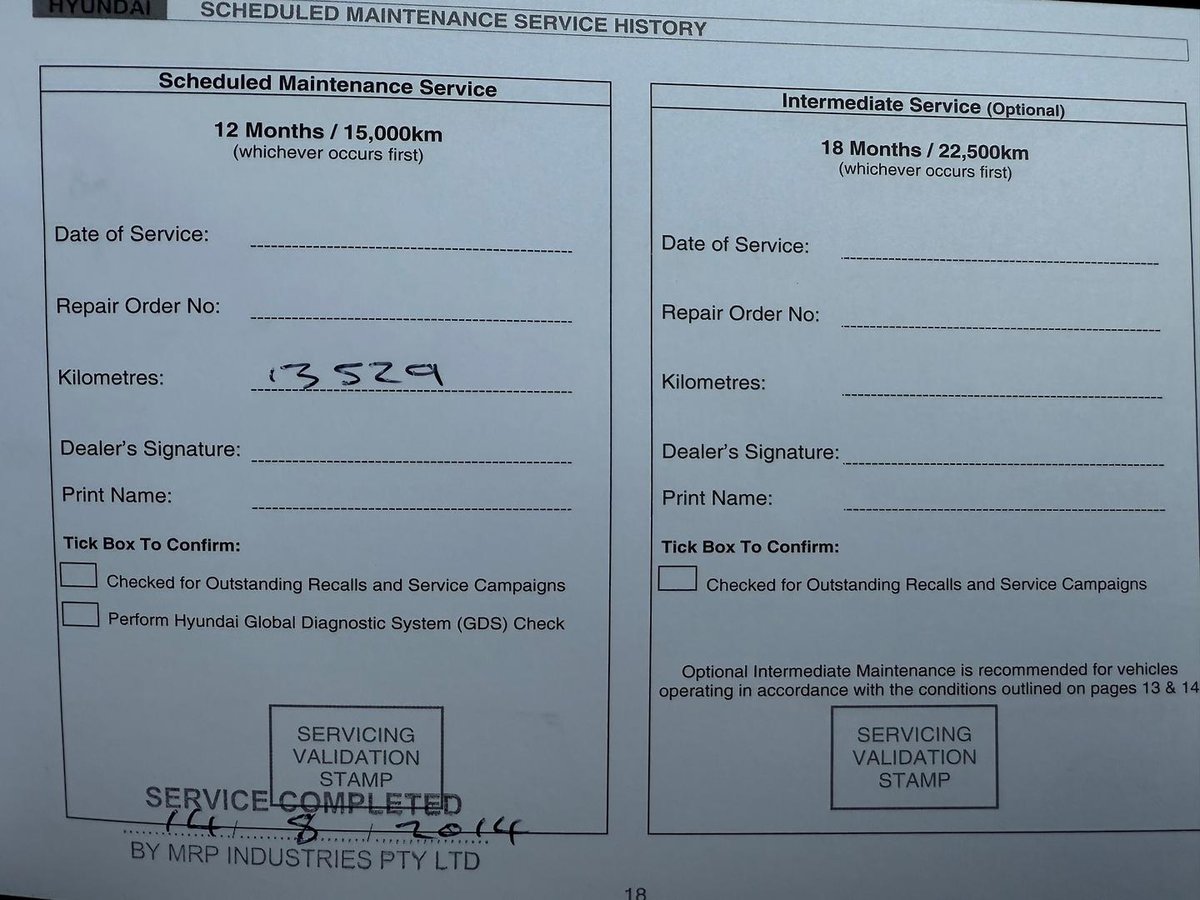 HYUNDAI
SCHEDULED MAINTENANCE SERVICE HISTORY
Scheduled Maintenance Service
12 Months / 15,000km
(whichever occurs first)
Date of Service:
Repair Order No:
Kilometres: 13529
Dealer's Signature:
Print Name:
Tick Box To Confirm:
Checked for Outstanding Recalls and Service Campaigns
Perform Hyundai Global Diagnostic System (GDS) Check
SERVICING
VALIDATION
STAMP
SERVICE COMPLETED
14 / 8 / 2014
BY MRP INDUSTRIES PTY LTD
Intermediate Service (Optional)
18 Months / 22,500km
(whichever occurs first)
Date of Service:
Repair Order No:
Kilometres:
Dealer's Signature:
Print Name:
Tick Box To Confirm:
Checked for Outstanding Recalls and Service Campaigns
Optional Intermediate Maintenance is recommended for vehicles
operating in accordance with the conditions outlined on pages 13 & 14
SERVICING
VALIDATION
STAMP
18